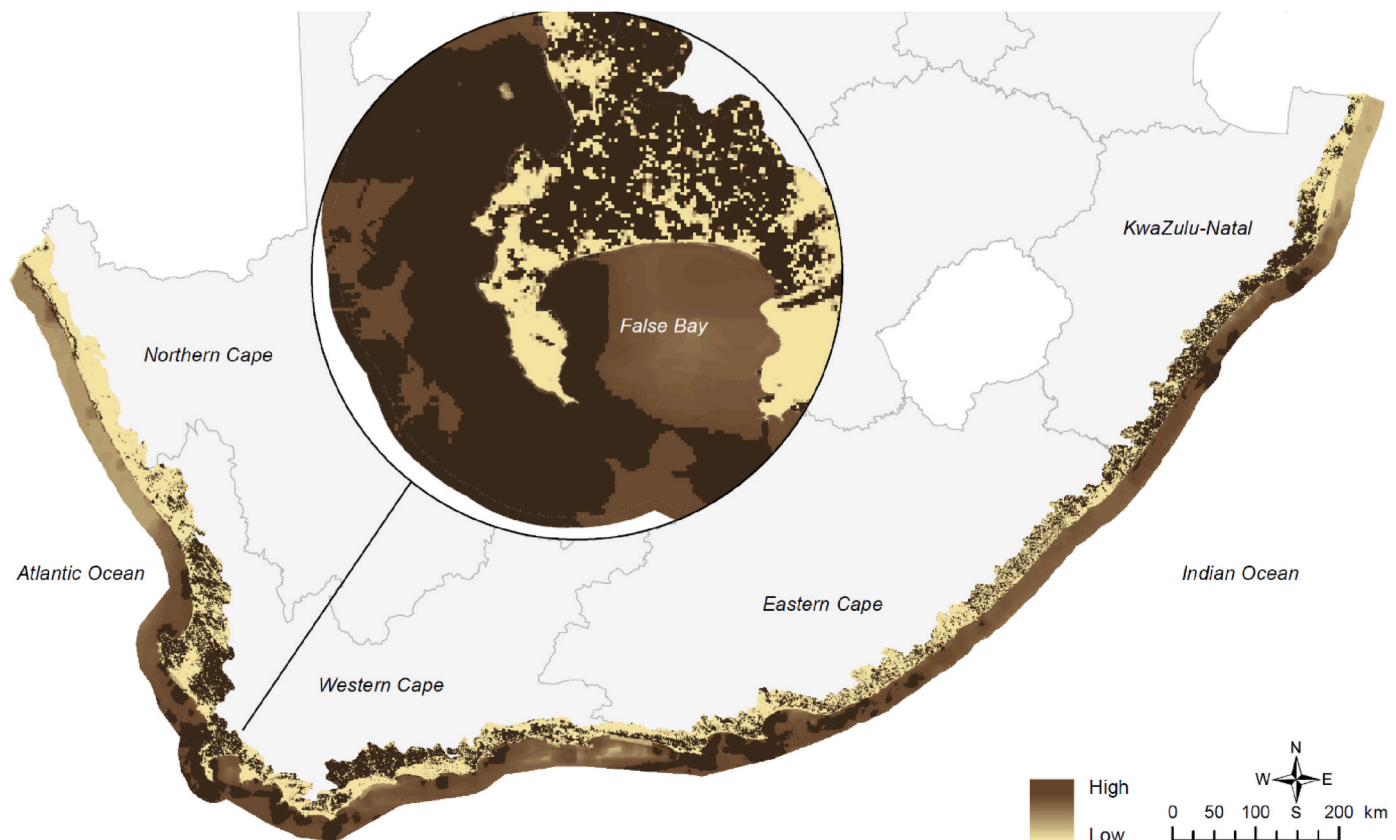 KwaZulu-Natal
False Bay
Northern Cape
Atlantic Ocean
Indian Ocean
Eastern Cape
Western Cape
N
W E
S
High
Low
0 50 100 200 km